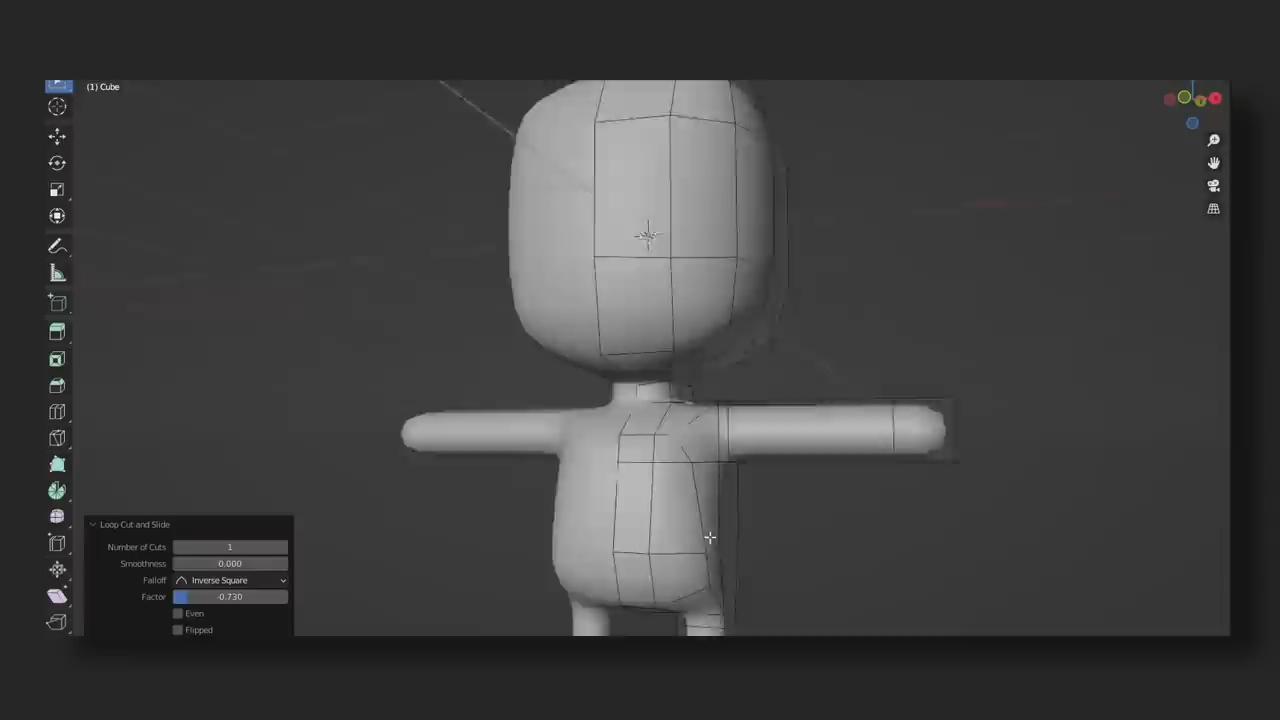 (1) Cube
Loop Cut and Slide
Number of Cuts 1
Smoothness 0.000
Falloff Inverse Square
Factor -0.730
Even
Flipped